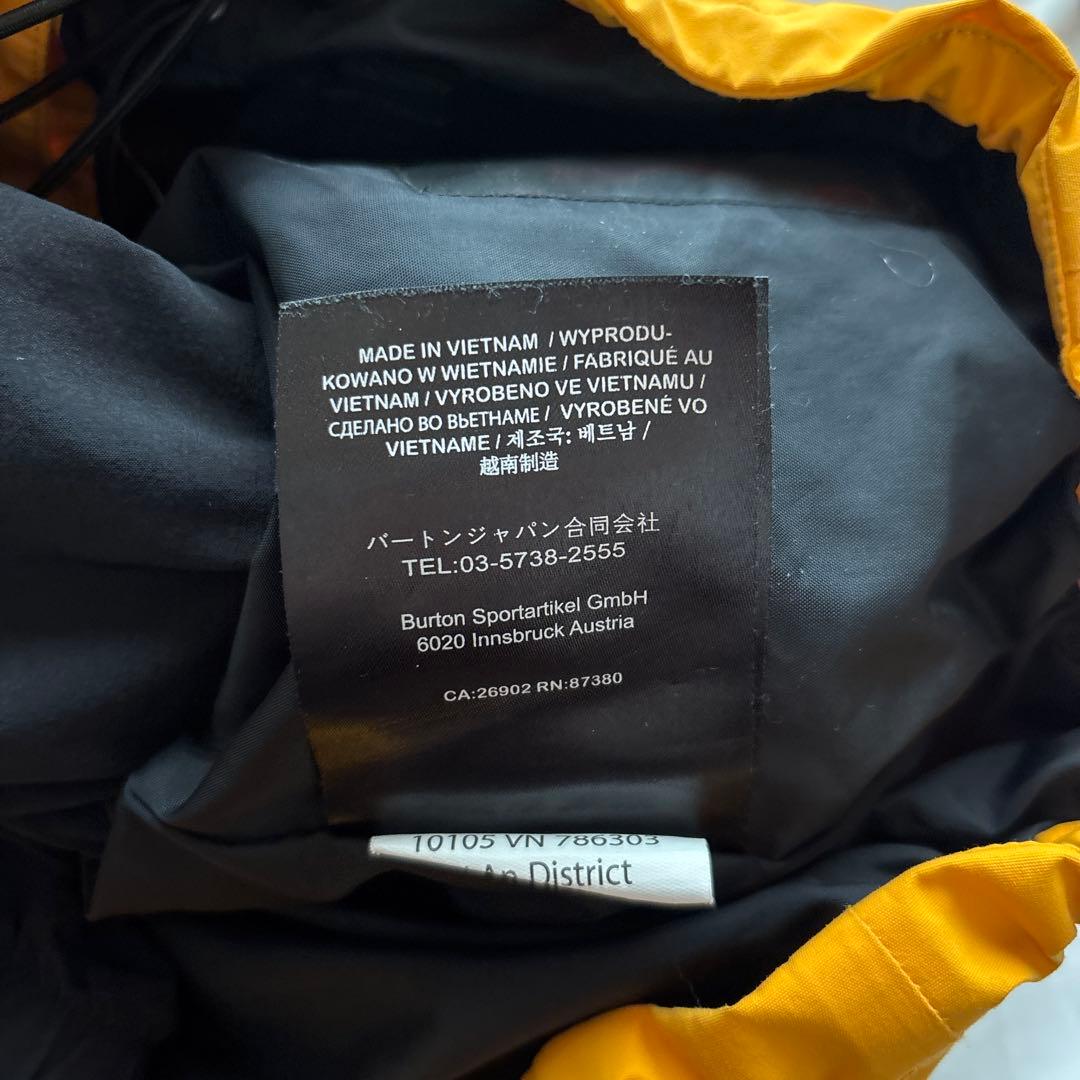 MADE IN VIETNAM / WYPRODU-
KOWANO W WIETNAMIE / FABRIQUÉ AU
VIETNAM / VYROBENO VE VIETNAMU /
СДЕЛАНО ВО ВЬЕТНАМЕ / VYROBENÉ VO
VIETNAME / 제조국: 베트남 /
越南制造
バートンジャパン合同会社
TEL:03-5738-2555
Burton Sportartikel GmbH
6020 Innsbruck Austria
CA:26902 RN:87380
10105 VN 786303
An District